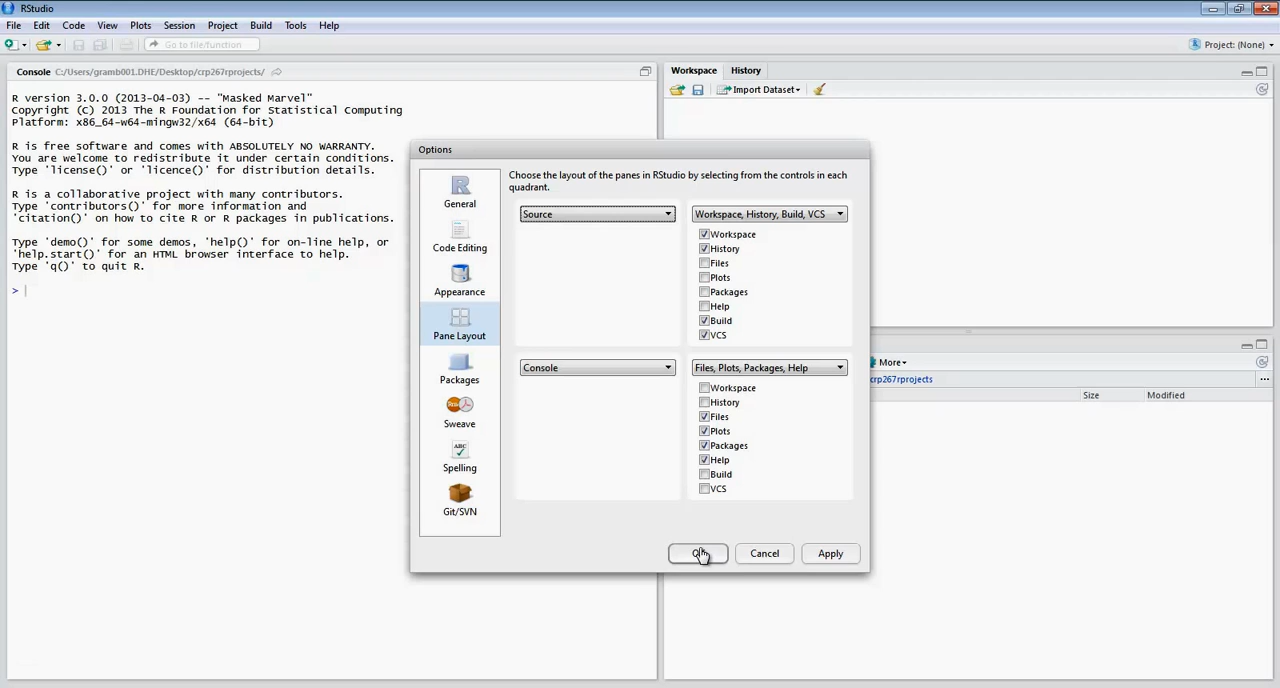 RStudio
File Edit Code View Plots Session Project Build Tools Help
Go to file/function
Project: (None)
Console C:/Users/gramb001.DHE/Desktop/crp267rprojects/
R version 3.0.0 (2013-04-03) -- "Masked Marvel"
Copyright (C) 2013 The R Foundation for Statistical Computing
Platform: x86_64-w64-mingw32/x64 (64-bit)
R is free software and comes with ABSOLUTELY NO WARRANTY.
You are welcome to redistribute it under certain conditions.
Type 'license()' or 'licence()' for distribution details.
R is a collaborative project with many contributors.
Type 'contributors()' for more information and
'citation()' on how to cite R or R packages in publications.
Type 'demo()' for some demos, 'help()' for on-line help, or
'help.start()' for an HTML browser interface to help.
Type 'q()' to quit R.
>
Workspace History
Import Dataset
Options
General
Code Editing
Appearance
Pane Layout
Packages
Sweave
ABC
Spelling
Git/SVN
Choose the layout of the panes in RStudio by selecting from the controls in each
quadrant.
Source
Workspace, History, Build, VCS
Workspace
History
Files
Plots
Packages
Help
Build
VCS
Console
Files, Plots, Packages, Help
Workspace
History
Files
Plots
Packages
Help
Build
VCS
Cancel
Apply
More
crp267rprojects
Size Modified